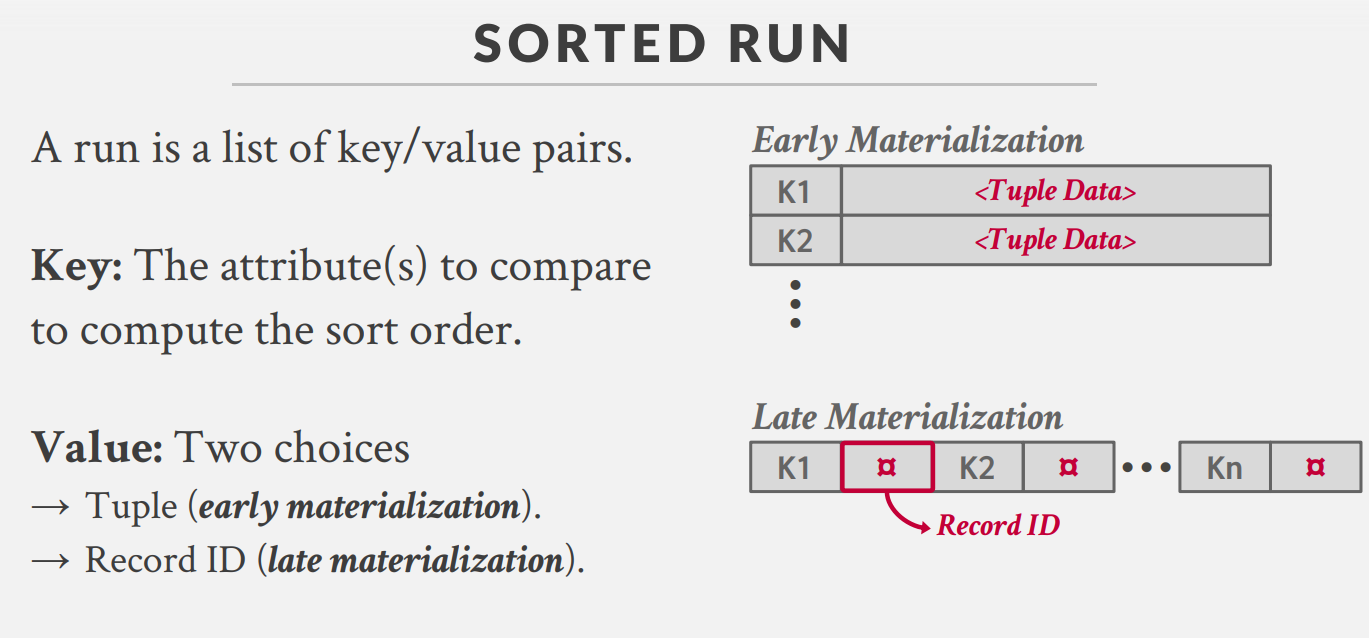 SORTED RUN
A run is a list of key/value pairs.
Key: The attribute(s) to compare
to compute the sort order.
Value: Two choices
→ Tuple (early materialization).
→ Record ID (late materialization).
Early Materialization
K1 <Tuple Data>
K2 <Tuple Data>
Late Materialization
K1 ¤ K2 ¤ ••• Kn ¤
Record ID